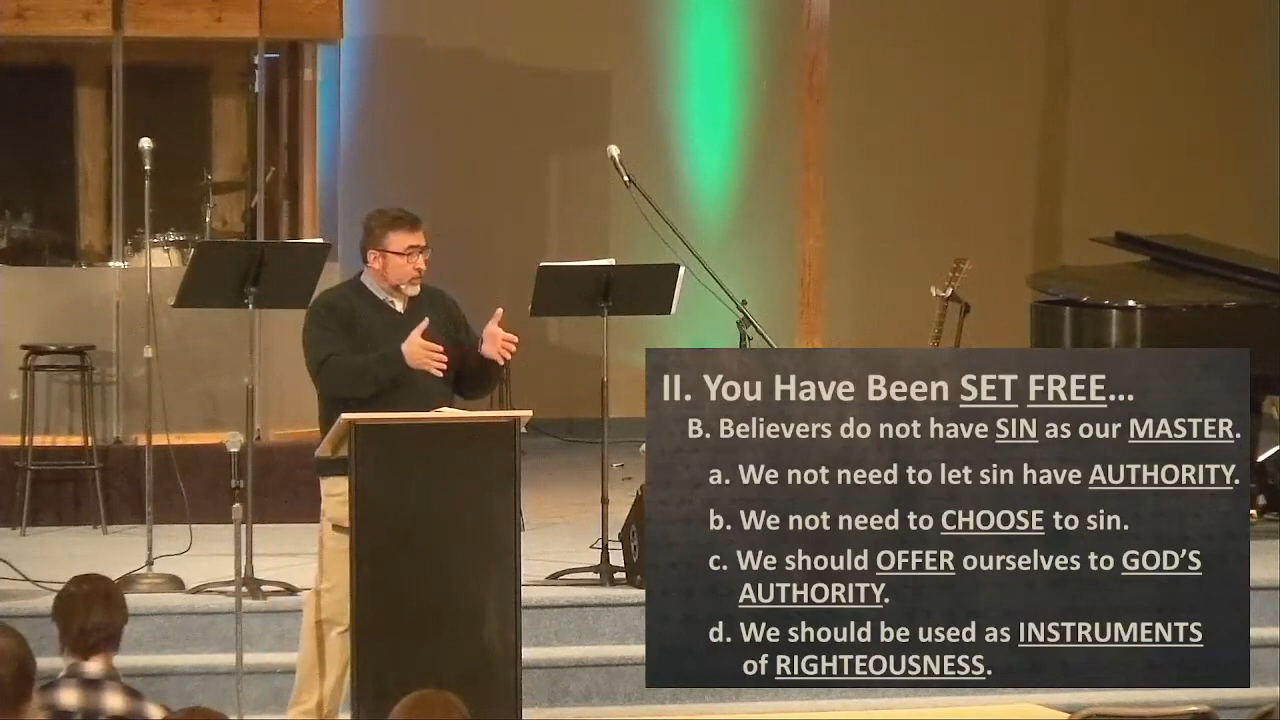 II. You Have Been SET FREE...
B. Believers do not have SIN as our MASTER.
a. We not need to let sin have AUTHORITY.
b. We not need to CHOOSE to sin.
c. We should OFFER ourselves to GOD'S
AUTHORITY.
d. We should be used as INSTRUMENTS
of RIGHTEOUSNESS.